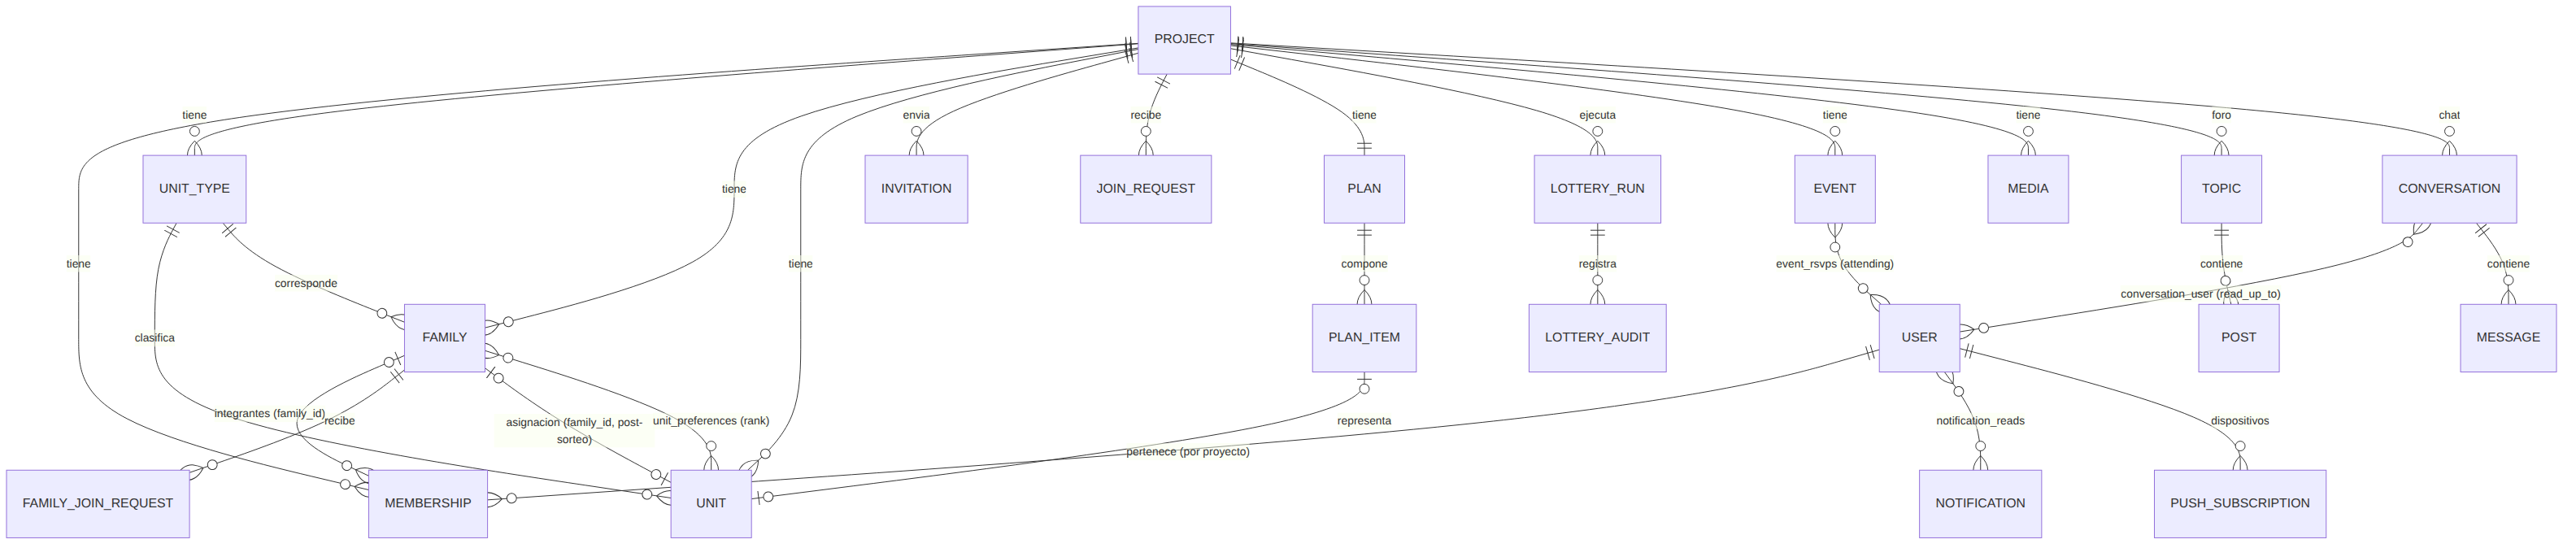 PROJECT
tiene
envia
recibe
tiene
ejecuta
tiene
tiene
foro
chat
UNIT_TYPE
tiene
INVITATION
JOIN_REQUEST
PLAN
LOTTERY_RUN
EVENT
MEDIA
TOPIC
CONVERSATION
tiene
corresponde
tiene
compone
registra
event_rsvps (attending)
contiene
contiene
conversation_user (read_up_to)
clasifica
FAMILY
PLAN_ITEM
LOTTERY_AUDIT
USER
POST
MESSAGE
integrantes (family_id)
recibe
asignacion (family_id, post-
sorteo)
unit_preferences (rank)
representa
notification_reads
dispositivos
pertenece (por proyecto)
FAMILY_JOIN_REQUEST
MEMBERSHIP
UNIT
NOTIFICATION
PUSH_SUBSCRIPTION